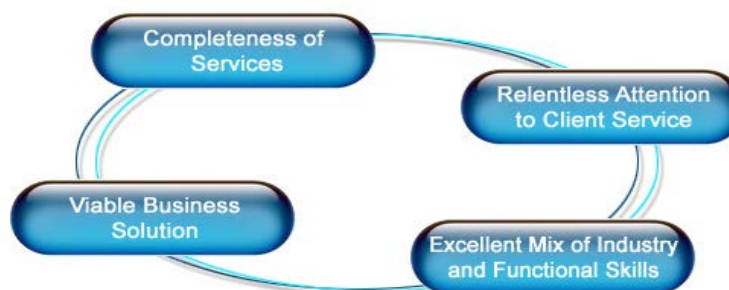 Completeness of
Services
Relentless Attention
to Client Service
Viable Business
Solution
Excellent Mix of Industry
and Functional Skills